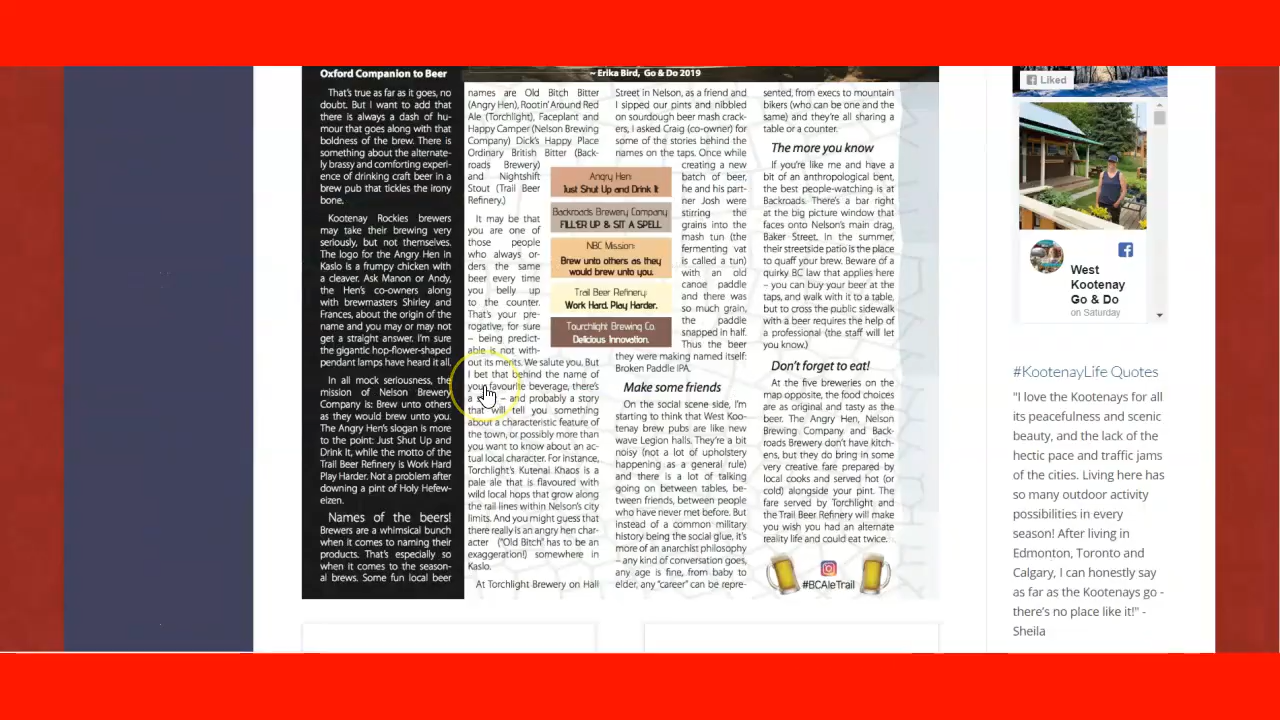 Oxford Companion to Beer
~ Erika Bird, Go & Do 2019
That's true as far as it goes, no
doubt. But I want to add that
there is always a dash of hu-
mour that goes along with that
boldness of the brew. There is
something about the alternate-
ly brassy and comforting experi-
ence of drinking craft beer in a
brew pub that tickles the irony
bone.
Kootenay Rockies brewers
may take their brewing very
seriously, but not themselves.
The logo for the Angry Hen in
Kaslo is a frumpy chicken with
a cleaver. Ask Manon or Andy,
the Hen's co-owners along
with brewmasters Shirley and
Frances, about the origin of the
name and you may or may not
get a straight answer. I'm sure
the gigantic hop-flower-shaped
pendant lamps have heard it all.
In all mock seriousness, the
mission of Nelson Brewery
Company is: Brew unto others
as they would brew unto you.
The Angry Hen's slogan is more
to the point: Just Shut Up and
Drink It, while the motto of the
Trail Beer Refinery is Work Hard
Play Harder. Not a problem after
downing a pint of Holy Hefew-
eizen.
Names of the beers!
Brewers are a whimsical bunch
when it comes to naming their
products. That's especially so
when it comes to the season-
al brews. Some fun local beer
names are Old Bitch Bitter
(Angry Hen), Rootin' Around Red
Ale (Torchlight), Faceplant and
Happy Camper (Nelson Brewing
Company) Dick's Happy Place
Ordinary British Bitter (Back-
roads Brewery)
and Nightshift
Stout (Trail Beer
Refinery.)
It may be that
you are one of
those people
who always or-
ders the same
beer every time
you belly up
to the counter.
That's your pre-
rogative, for sure
– being predict-
able is not with-
out its merits. We salute you. But
I bet that behind the name of
your favourite beverage, there's
a – and probably a story
that will tell you something
about a characteristic feature of
the town, or possibly more than
you want to know about an ac-
tual local character. For instance,
Torchlight's Kutenai Khaos is a
pale ale that is flavoured with
wild local hops that grow along
the rail lines within Nelson's city
limits. And you might guess that
there really is an angry hen char-
acter ("Old Bitch" has to be an
exaggeration!) somewhere in
Kaslo.
At Torchlight Brewery on Hall
Angry Hen:
Just Shut Up and Drink It
Backroads Brewery Company
FILL'ER UP & SIT A SPELL
NBC Mission:
Brew unto others as they
would brew unto you.
Trail Beer Refinery:
Work Hard. Play Harder.
Tourchlight Brewing Co.
Delicious Innovation.
Street in Nelson, as a friend and
I sipped our pints and nibbled
on sourdough beer mash crack-
ers, I asked Craig (co-owner) for
some of the stories behind the
names on the taps. Once while
creating a new
batch of beer,
he and his part-
ner Josh were
stirring the
grains into the
mash tun (the
fermenting vat
is called a tun)
with an old
canoe paddle
and there was
so much grain,
the paddle
snapped in half.
Thus the beer
they were making named itself:
Broken Paddle IPA.
Make some friends
On the social scene side, I'm
starting to think that West Koo-
tenay brew pubs are like new
wave Legion halls. They're a bit
noisy (not a lot of upholstery
happening as a general rule)
and there is a lot of talking
going on between tables, be-
tween friends, between people
who have never met before. But
instead of a common military
history being the social glue, it's
more of an anarchist philosophy
– any kind of conversation goes,
any age is fine, from baby to
elder, any "career" can be repre-
sented, from execs to mountain
bikers (who can be one and the
same) and they're all sharing a
table or a counter.
The more you know
If you're like me and have a
bit of an anthropological bent,
the best people-watching is at
Backroads. There's a bar right
at the big picture window that
faces onto Nelson's main drag,
Baker Street. In the summer,
their streetside patio is the place
to quaff your brew. Beware of a
quirky BC law that applies here
– you can buy your beer at the
taps, and walk with it to a table,
but to cross the public sidewalk
with a beer requires the help of
a professional (the staff will let
you know.)
Don't forget to eat!
At the five breweries on the
map opposite, the food choices
are as original and tasty as the
beer. The Angry Hen, Nelson
Brewing Company and Back-
roads Brewery don't have kitch-
ens, but they do bring in some
very creative fare prepared by
local cooks and served hot (or
cold) alongside your pint. The
fare served by Torchlight and
the Trail Beer Refinery will make
you wish you had an alternate
reality life and could eat twice.
#BCAleTrail
Liked
West
Kootenay
Go & Do
on Saturday
#KootenayLife Quotes
"I love the Kootenays for all
its peacefulness and scenic
beauty, and the lack of the
hectic pace and traffic jams
of the cities. Living here has
so many outdoor activity
possibilities in every
season! After living in
Edmonton, Toronto and
Calgary, I can honestly say
as far as the Kootenays go -
there's no place like it!" -
Sheila